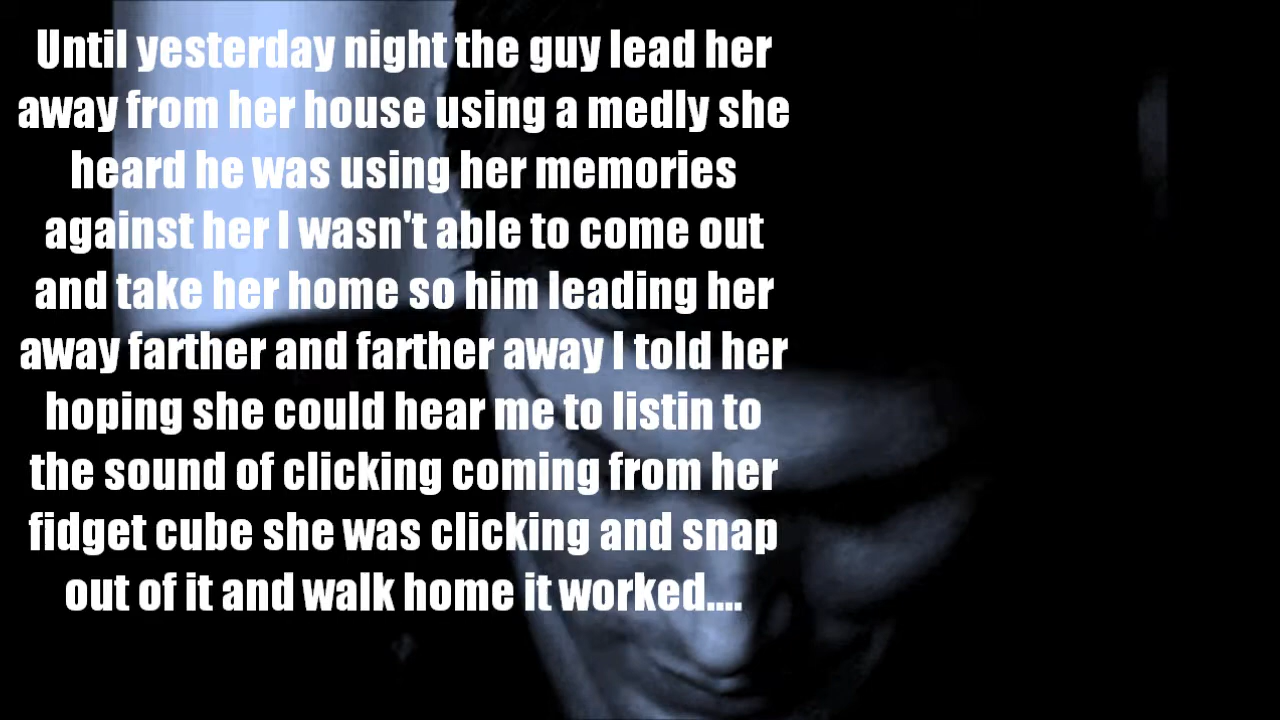 Until yesterday night the guy lead her
away from her house using a medly she
heard he was using her memories
against her I wasn't able to come out
and take her home so him leading her
away farther and farther away I told her
hoping she could hear me to listin to
the sound of clicking coming from her
fidget cube she was clicking and snap
out of it and walk home it worked....